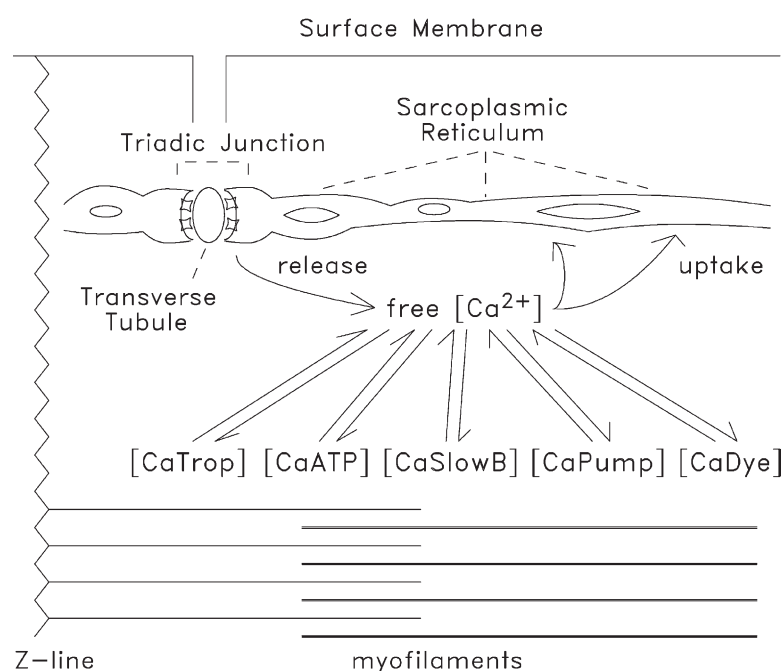 Surface Membrane
Sarcoplasmic
Reticulum
Triadic Junction
release
uptake
Transverse
Tubule
free [Ca²⁺]
[CaTrop] [CaATP] [CaSlowB] [CaPump] [CaDye]
Z-line
myofilaments